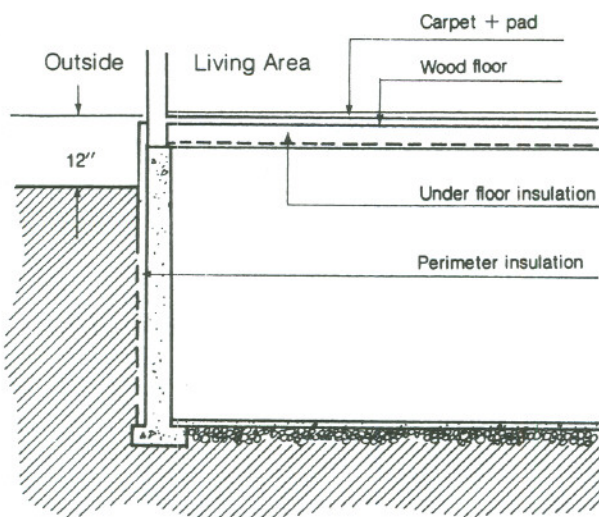 Carpet + pad
Outside
Living Area
Wood floor
12″
Under floor insulation
Perimeter insulation